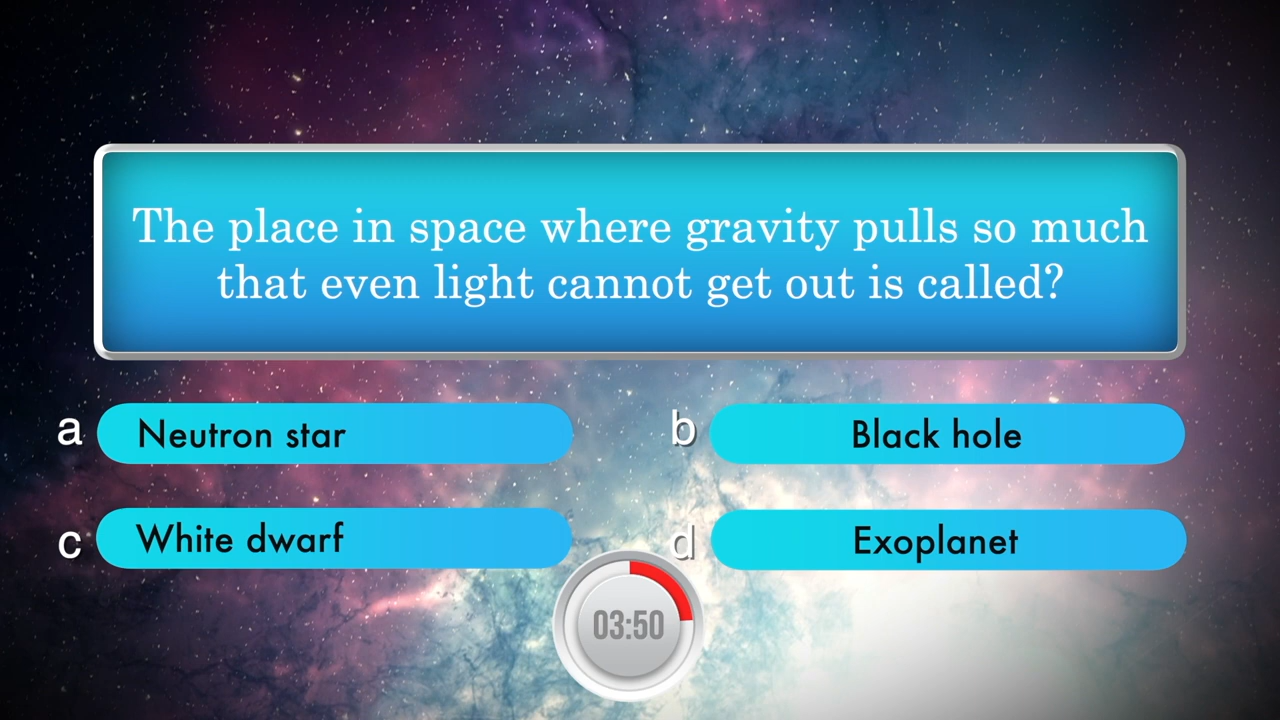 The place in space where gravity pulls so much
that even light cannot get out is called?
a Neutron star
b Black hole
c White dwarf
d Exoplanet
03:50